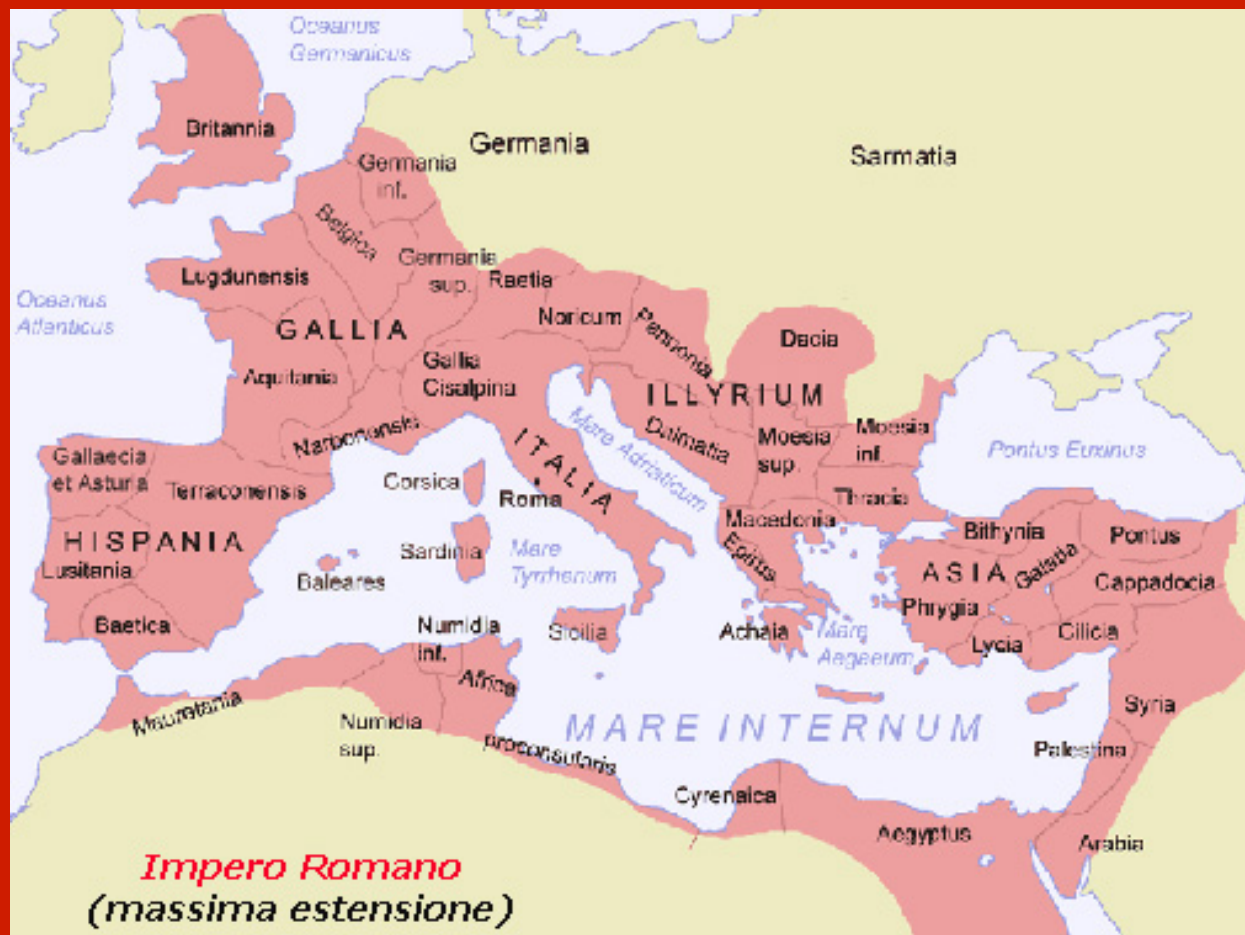 Oceanus
Germanicus
Britannia
Germania
Sarmatia
Germania
inf.
Belgica
Lugdunensis
Germania
sup.
Raetia
Oceanus
Atlanticus
GALLIA
Noricum
Pannonia
Dacia
Aquitania
Gallia
Cisalpina
ILLYRIUM
Narbonensis
ITALIA
Mare Adriaticum
Dalmatia
Moesia
sup.
Moesia
inf.
Pontus Euxinus
Gallaecia
et Asturia
Terraconensis
Corsica
Roma
Thracia
Macedonia
Bithynia
Pontus
HISPANIA
Lusitania
Baleares
Sardinia
Mare
Tyrrhenum
Epirus
ASIA
Galatia
Cappadocia
Phrygia
Baetica
Numidia
inf.
Sicilia
Achaia
Mare
Aegaeum
Lycia
Cilicia
Africa
proconsularis
Mauretania
Numidia
sup.
MARE INTERNUM
Syria
Palestina
Cyrenaica
Aegyptus
Arabia
Impero Romano
(massima estensione)